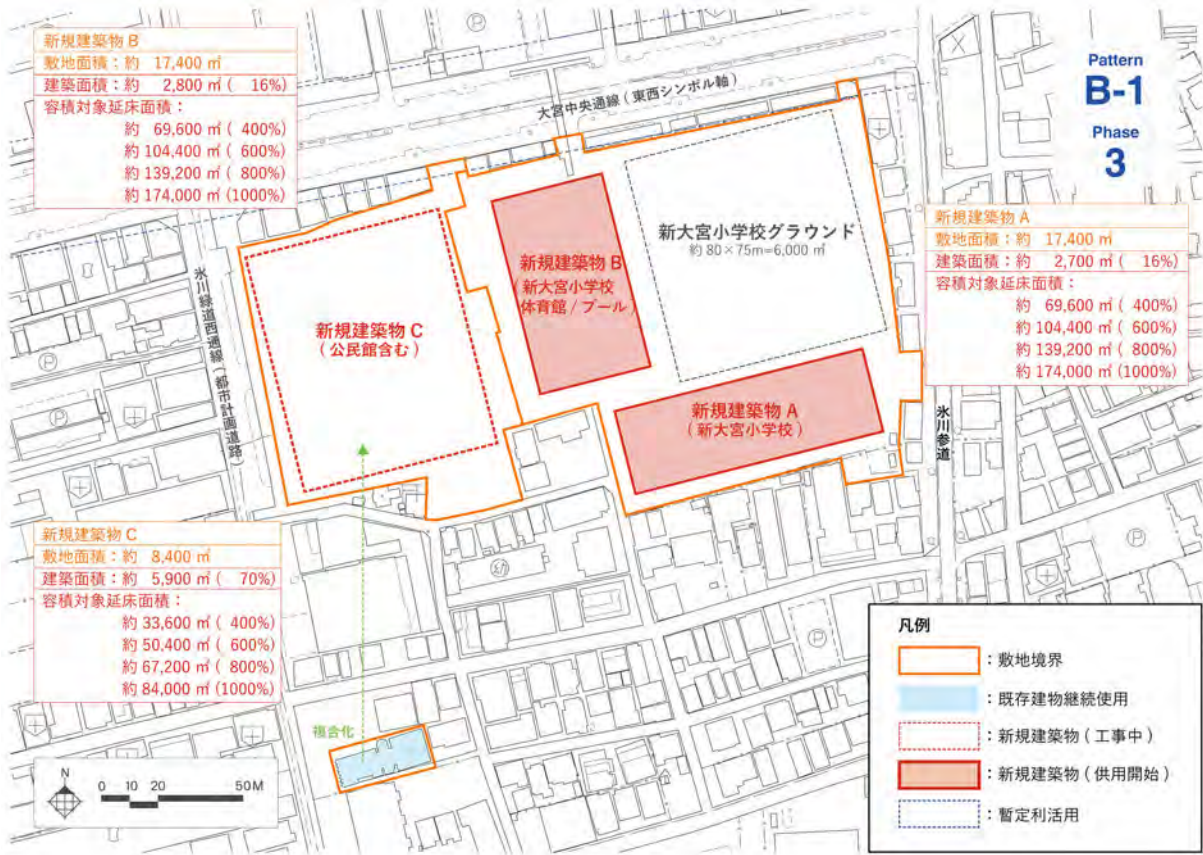 新規建築物 B
敷地面積：約 17,400 ㎡
建築面積：約 2,800 ㎡ ( 16%)
容積対象延床面積：
約 69,600 ㎡ ( 400%)
約 104,400 ㎡ ( 600%)
約 139,200 ㎡ ( 800%)
約 174,000 ㎡ (1000%)
大宮中央通線 ( 東西シンボル軸 )
Pattern
B-1
Phase
3
新規建築物 A
敷地面積：約 17,400 ㎡
建築面積：約 2,700 ㎡ ( 16%)
容積対象延床面積：
約 69,600 ㎡ ( 400%)
約 104,400 ㎡ ( 600%)
約 139,200 ㎡ ( 800%)
約 174,000 ㎡ (1000%)
新大宮小学校グラウンド
約 80×75m=6,000 ㎡
新規建築物 B
( 新大宮小学校
体育館 / プール )
新規建築物 C
( 公民館含む )
新規建築物 A
( 新大宮小学校 )
氷川緑道西通線 ( 都市計画道路 )
氷川参道
新規建築物 C
敷地面積：約 8,400 ㎡
建築面積：約 5,900 ㎡ ( 70%)
容積対象延床面積：
約 33,600 ㎡ ( 400%)
約 50,400 ㎡ ( 600%)
約 67,200 ㎡ ( 800%)
約 84,000 ㎡ (1000%)
幼
P
P
P
P
P
複合化
N
0 10 20 50M
凡例
：敷地境界
：既存建物継続使用
：新規建築物 ( 工事中 )
：新規建築物 ( 供用開始 )
：暫定利活用